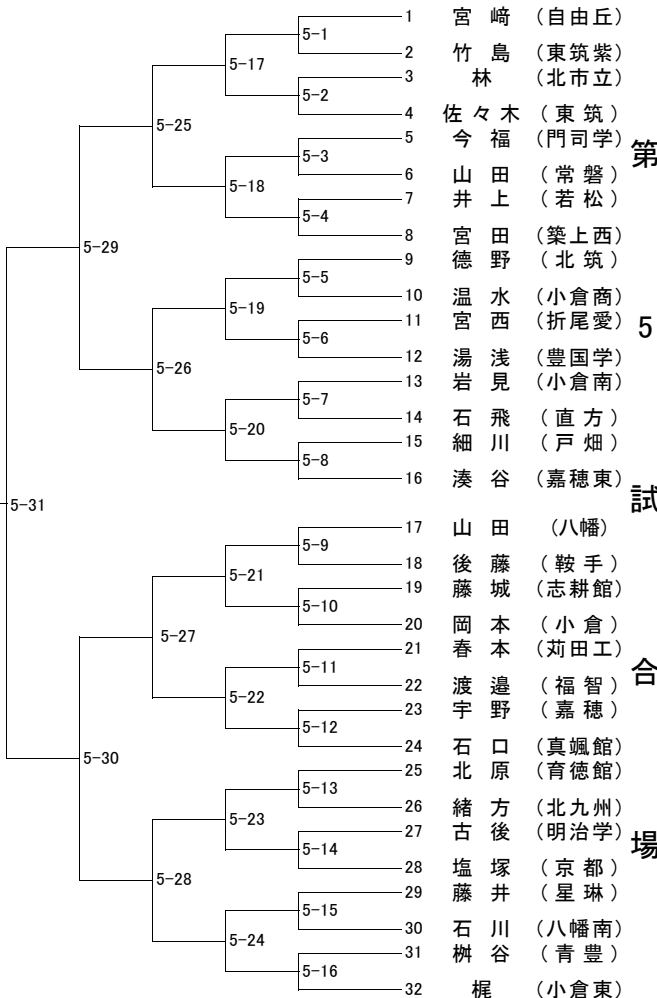 1 宮﨑 (自由丘)
5-1
2 竹島 (東筑紫)
5-17
3 林 (北市立)
5-2
4 佐々木 (東筑)
5-25
5 今福 (門司学)
5-3
6 山田 (常磐)
5-18
7 井上 (若松)
5-4
8 宮田 (築上西)
5-29
9 德野 (北筑)
5-5
10 温水 (小倉商)
5-19
11 宮西 (折尾愛)
5-6
12 湯浅 (豊国学)
5-26
13 岩見 (小倉南)
5-7
14 石飛 (直方)
5-20
15 細川 (戸畑)
5-8
16 湊谷 (嘉穂東)
5-31
17 山田 (八幡)
5-9
18 後藤 (鞍手)
5-21
19 藤城 (志耕館)
5-10
20 岡本 (小倉)
5-27
21 春本 (苅田工)
5-11
22 渡邉 (福智)
5-22
23 宇野 (嘉穂)
5-12
24 石口 (真颯館)
5-30
25 北原 (育徳館)
5-13
26 緒方 (北九州)
5-23
27 古後 (明治学)
5-14
28 塩塚 (京都)
5-28
29 藤井 (星琳)
5-15
30 石川 (八幡南)
5-24
31 桝谷 (青豊)
5-16
32 梶 (小倉東)
第5試合場